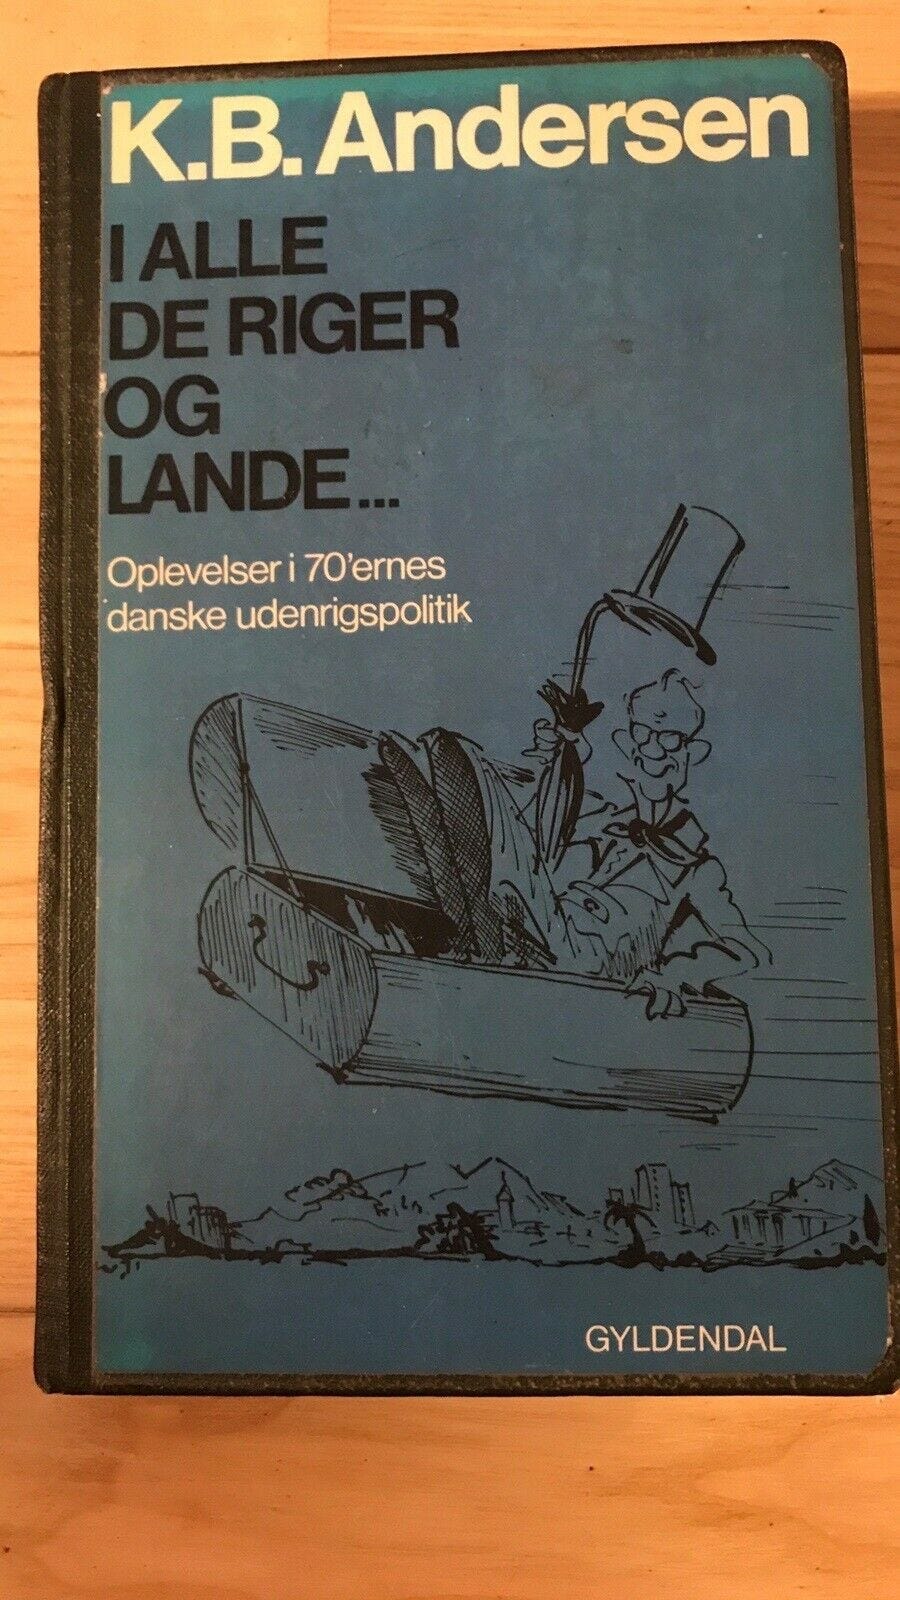 K.B. Andersen
I ALLE
DE RIGER
OG
LANDE...
Oplevelser i 70'ernes
danske udenrigspolitik
GYLDENDAL